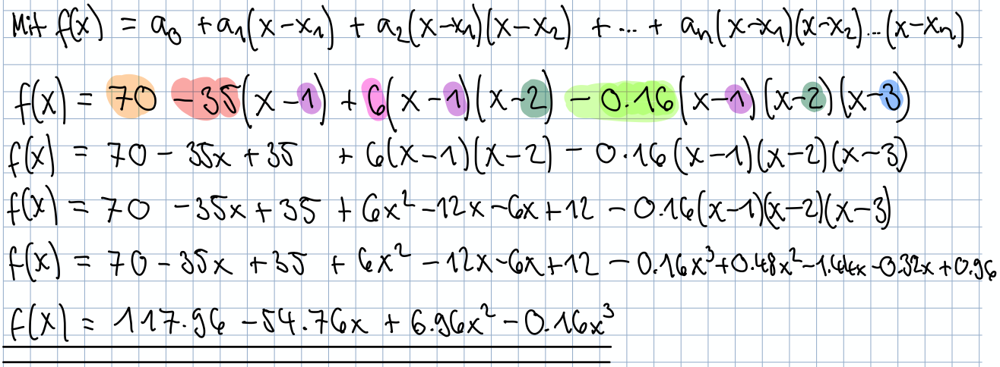 Mit f(x) = a₀ + a₁(x-x₁) + a₂(x-x₁)(x-x₂) + ... + aₙ(x-x₁)(x-x₂)...(x-xₙ)
f(x) = 70 - 35(x-1) + 6(x-1)(x-2) - 0.16(x-1)(x-2)(x-3)
f(x) = 70 - 35x + 35 + 6(x-1)(x-2) - 0.16(x-1)(x-2)(x-3)
f(x) = 70 - 35x + 35 + 6x² - 12x - 6x + 12 - 0.16(x-1)(x-2)(x-3)
f(x) = 70 - 35x + 35 + 6x² - 12x - 6x + 12 - 0.16x³ + 0.48x² - 1.44x - 0.32x + 0.96
f(x) = 117.96 - 54.76x + 6.96x² - 0.16x³